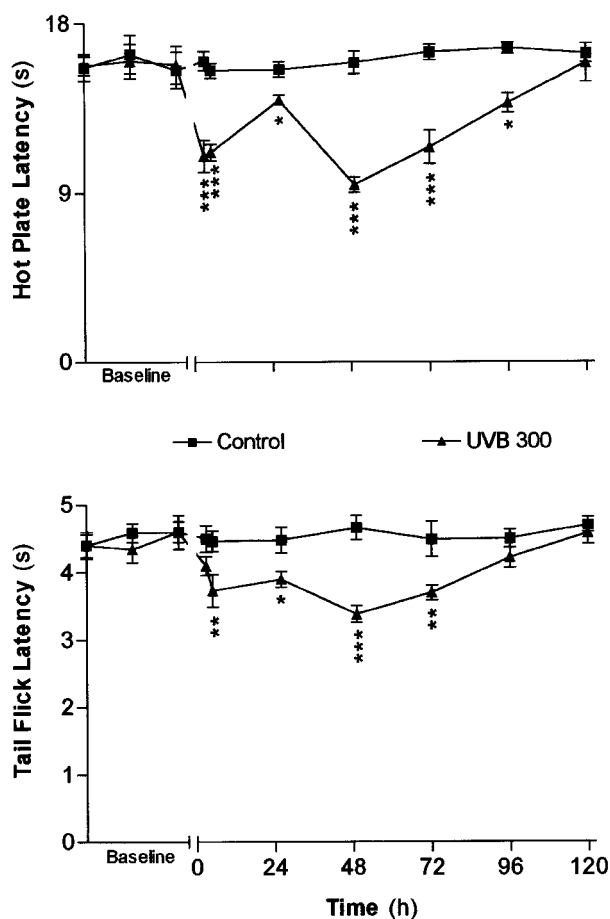 18
Hot Plate Latency (s)
9
0
Baseline
***
***
*
***
***
*
Control
UVB 300
5
Tail Flick Latency (s)
4
3
2
1
0
**
*
***
**
Baseline
0 24 48 72 96 120
Time (h)